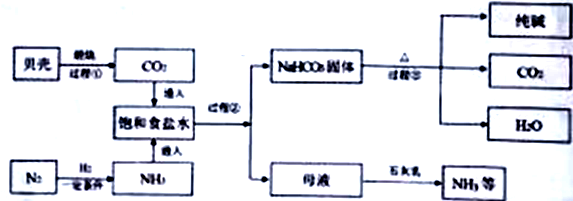 贝壳
煅烧
过程①
CO₂
通入
饱和食盐水
通入
N₂
H₂
一定条件
NH₃
过程②
NaHCO₃固体
△
过程③
纯碱
CO₂
H₂O
母液
石灰乳
NH₃等